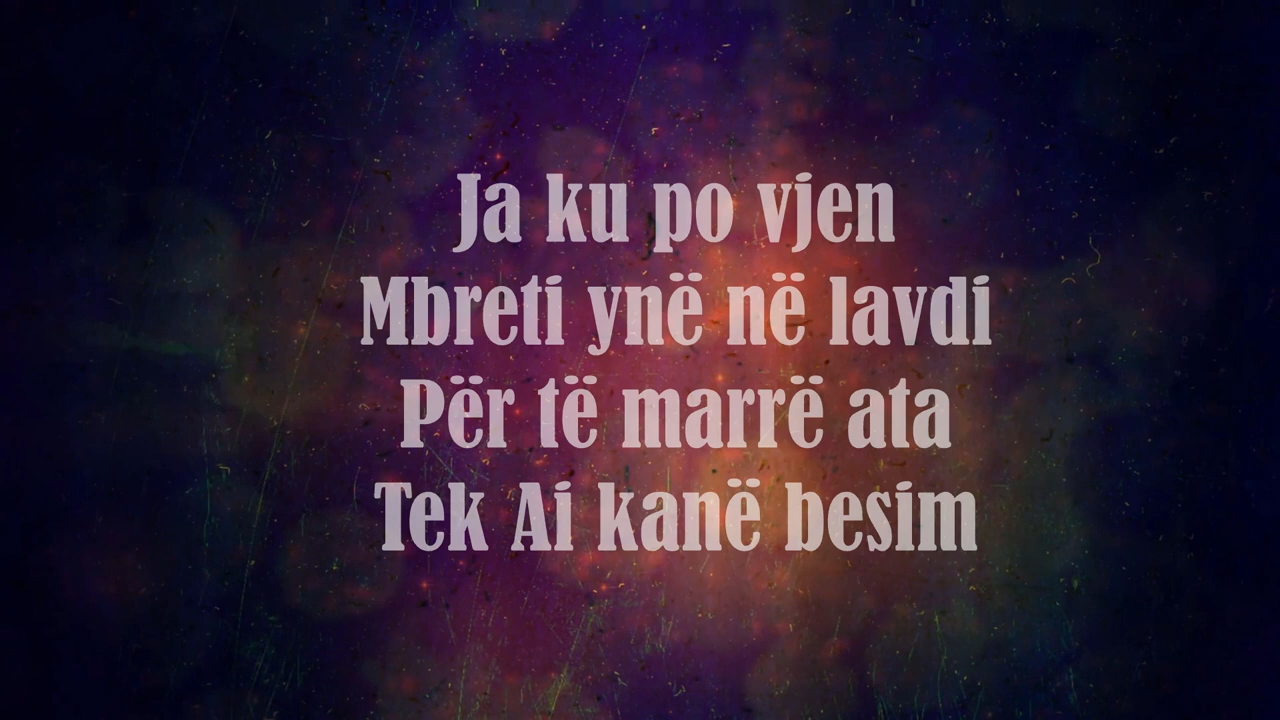 Ja ku po vjen
Mbreti ynë në lavdi
Për të marrë ata
Tek Ai kanë besim